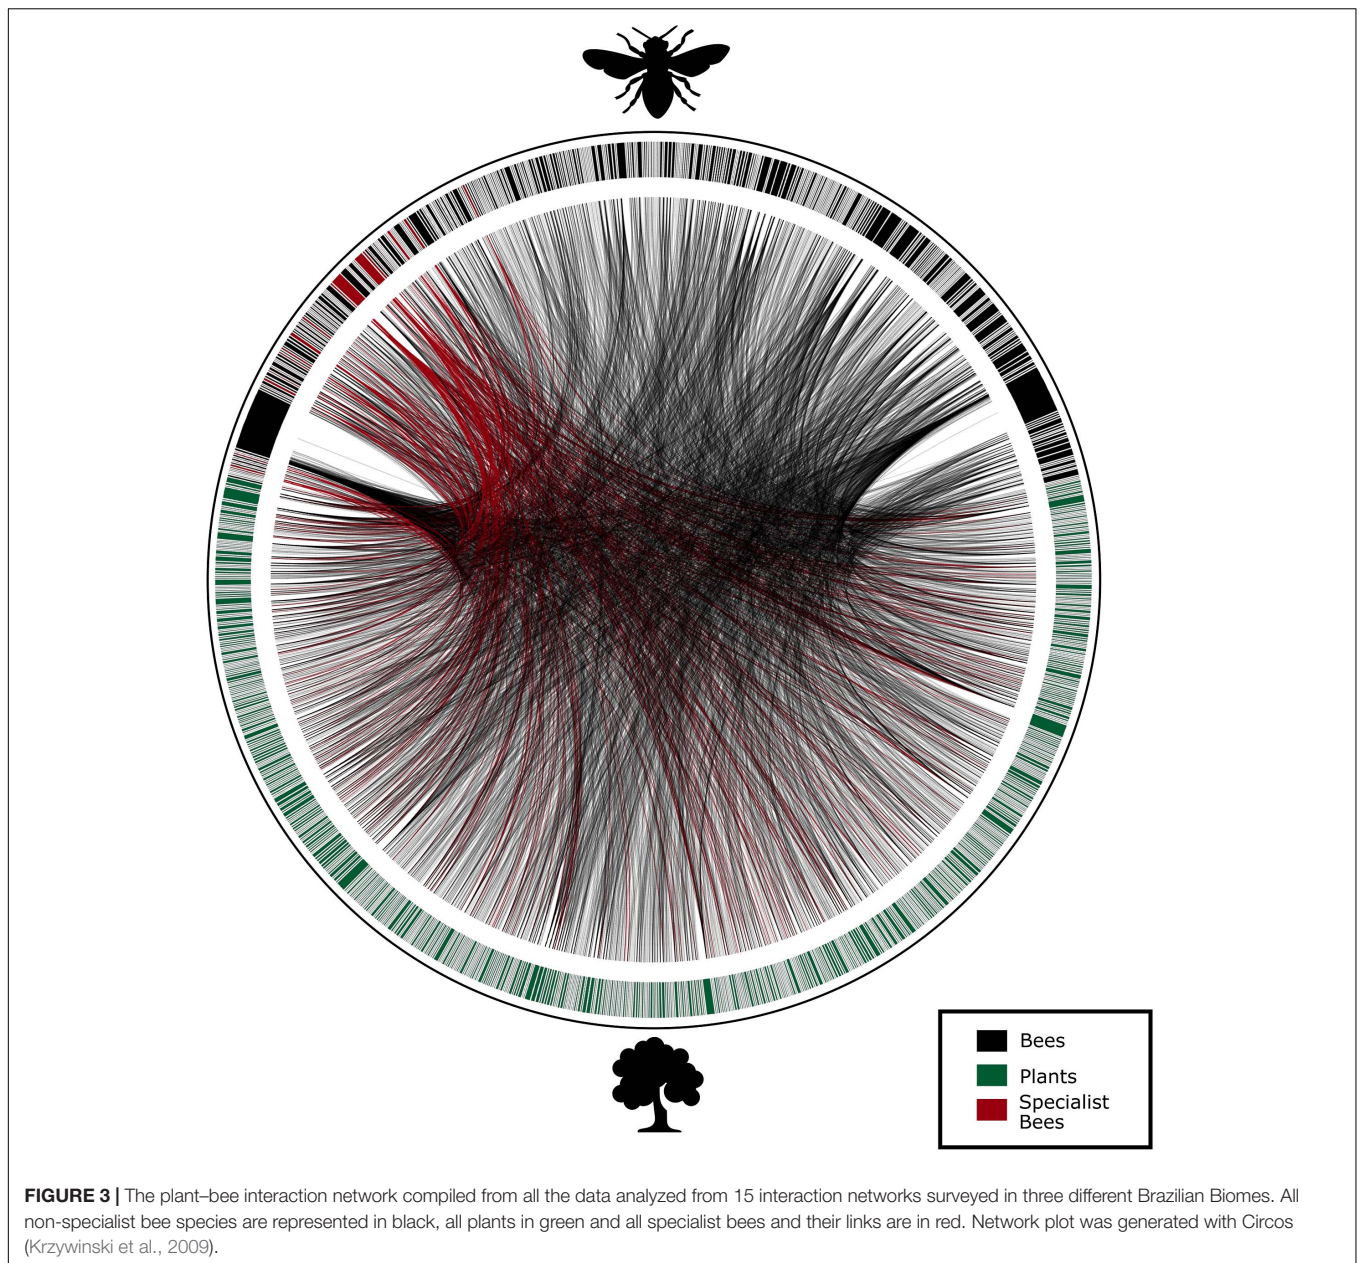 Bees
Plants
Specialist
Bees
FIGURE 3 | The plant–bee interaction network compiled from all the data analyzed from 15 interaction networks surveyed in three different Brazilian Biomes. All
non-specialist bee species are represented in black, all plants in green and all specialist bees and their links are in red. Network plot was generated with Circos
(Krzywinski et al., 2009).